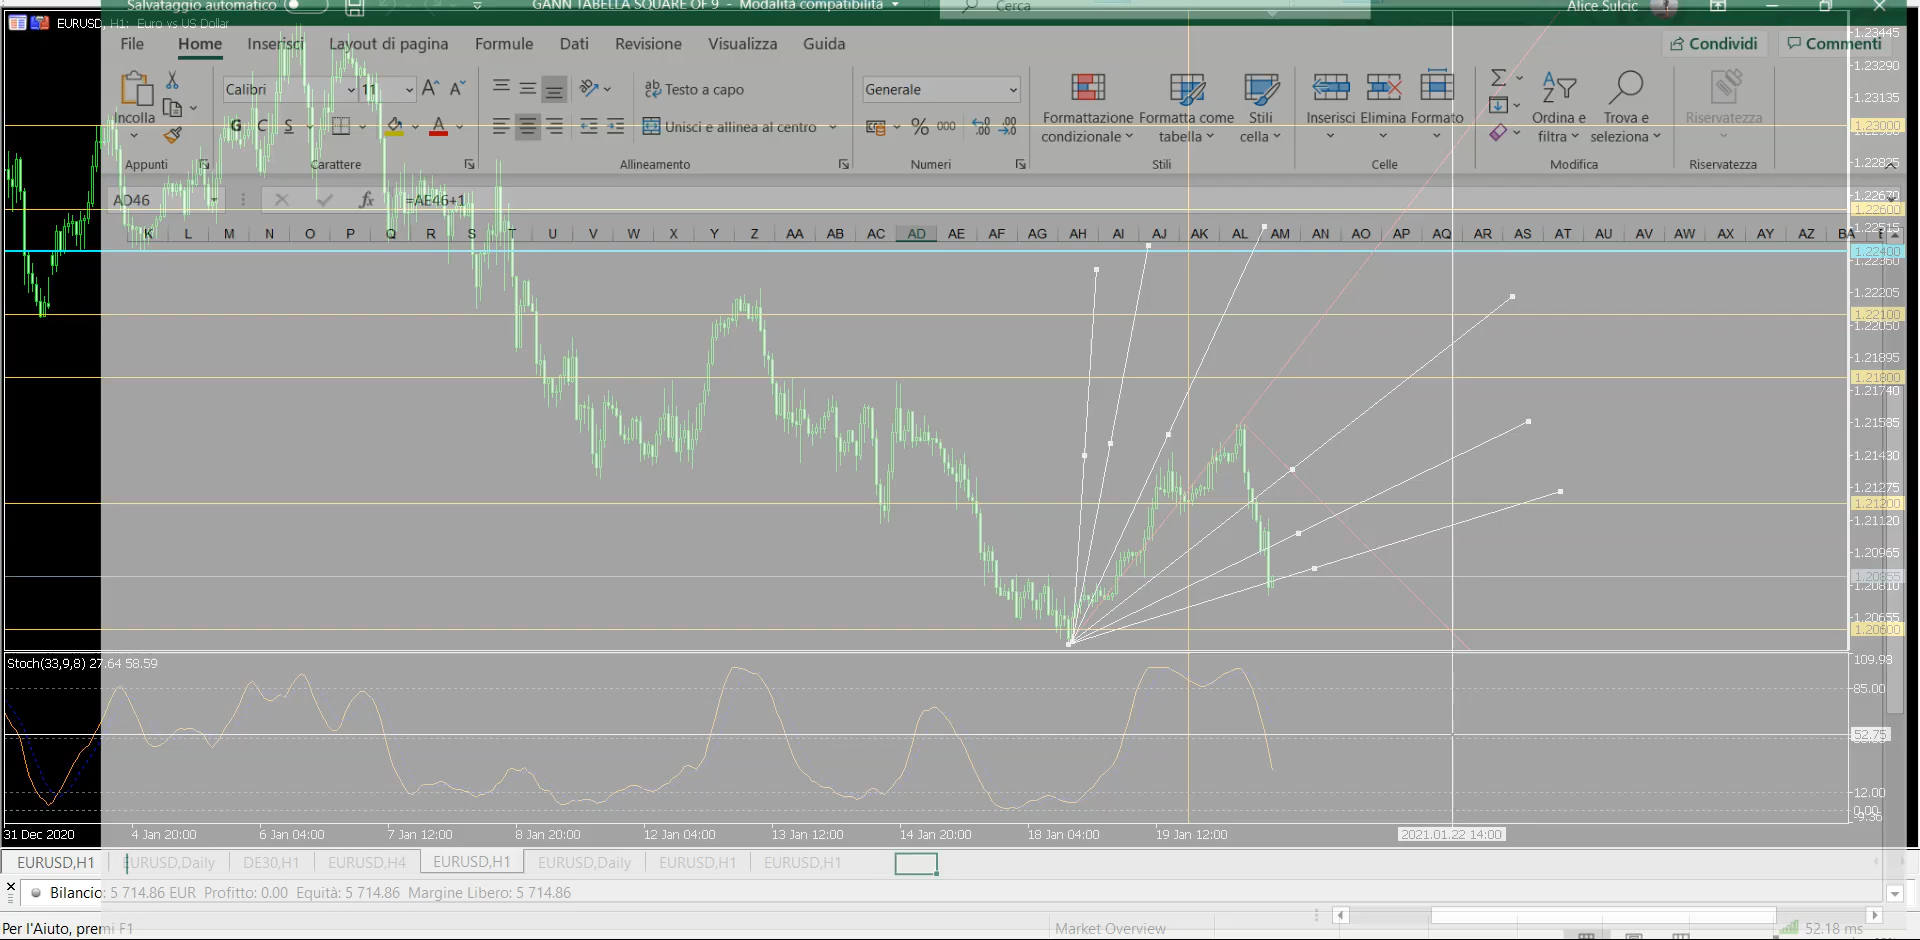 Salvataggio automatico
GANN TABELLA SQUARE OF 9 - Modalità compatibilità
Cerca
Alice Sulcic
EURUSD, H1: Euro vs US Dollar
File Home Inserisci Layout di pagina Formule Dati Revisione Visualizza Guida
Condividi Commenti
Calibri 11
Testo a capo
Generale
Incolla
G C S
Unisci e allinea al centro
% 000
Formattazione condizionale
Formatta come tabella
Stili cella
Inserisci Elimina Formato
Ordina e filtra
Trova e seleziona
Riservatezza
Appunti Carattere Allineamento Numeri Stili Celle Modifica Riservatezza
AD46 fx =AE46+1
K L M N O P Q R S T U V W X Y Z AA AB AC AD AE AF AG AH AI AJ AK AL AM AN AO AP AQ AR AS AT AU AV AW AX AY AZ BA
1.23445
1.23290
1.23135
1.23000
1.22825
1.22670
1.22600
1.22515
1.22400
1.22360
1.22205
1.22100
1.22050
1.21895
1.21800
1.21740
1.21585
1.21430
1.21275
1.21200
1.21120
1.20965
1.20855
1.20810
1.20655
1.20600
Stoch(33,9,8) 27.64 58.59
109.98
85.00
52.75
12.00
0.00
31 Dec 2020 4 Jan 20:00 6 Jan 04:00 7 Jan 12:00 8 Jan 20:00 12 Jan 04:00 13 Jan 12:00 14 Jan 20:00 18 Jan 04:00 19 Jan 12:00 2021.01.22 14:00
EURUSD,H1 EURUSD,Daily DE30,H1 EURUSD,H4 EURUSD,H1 EURUSD,Daily EURUSD,H1 EURUSD,H1
Bilancio: 5 714.86 EUR Profitto: 0.00 Equità: 5 714.86 Margine Libero: 5 714.86
Per l'Aiuto, premi F1
Market Overview
52.18 ms